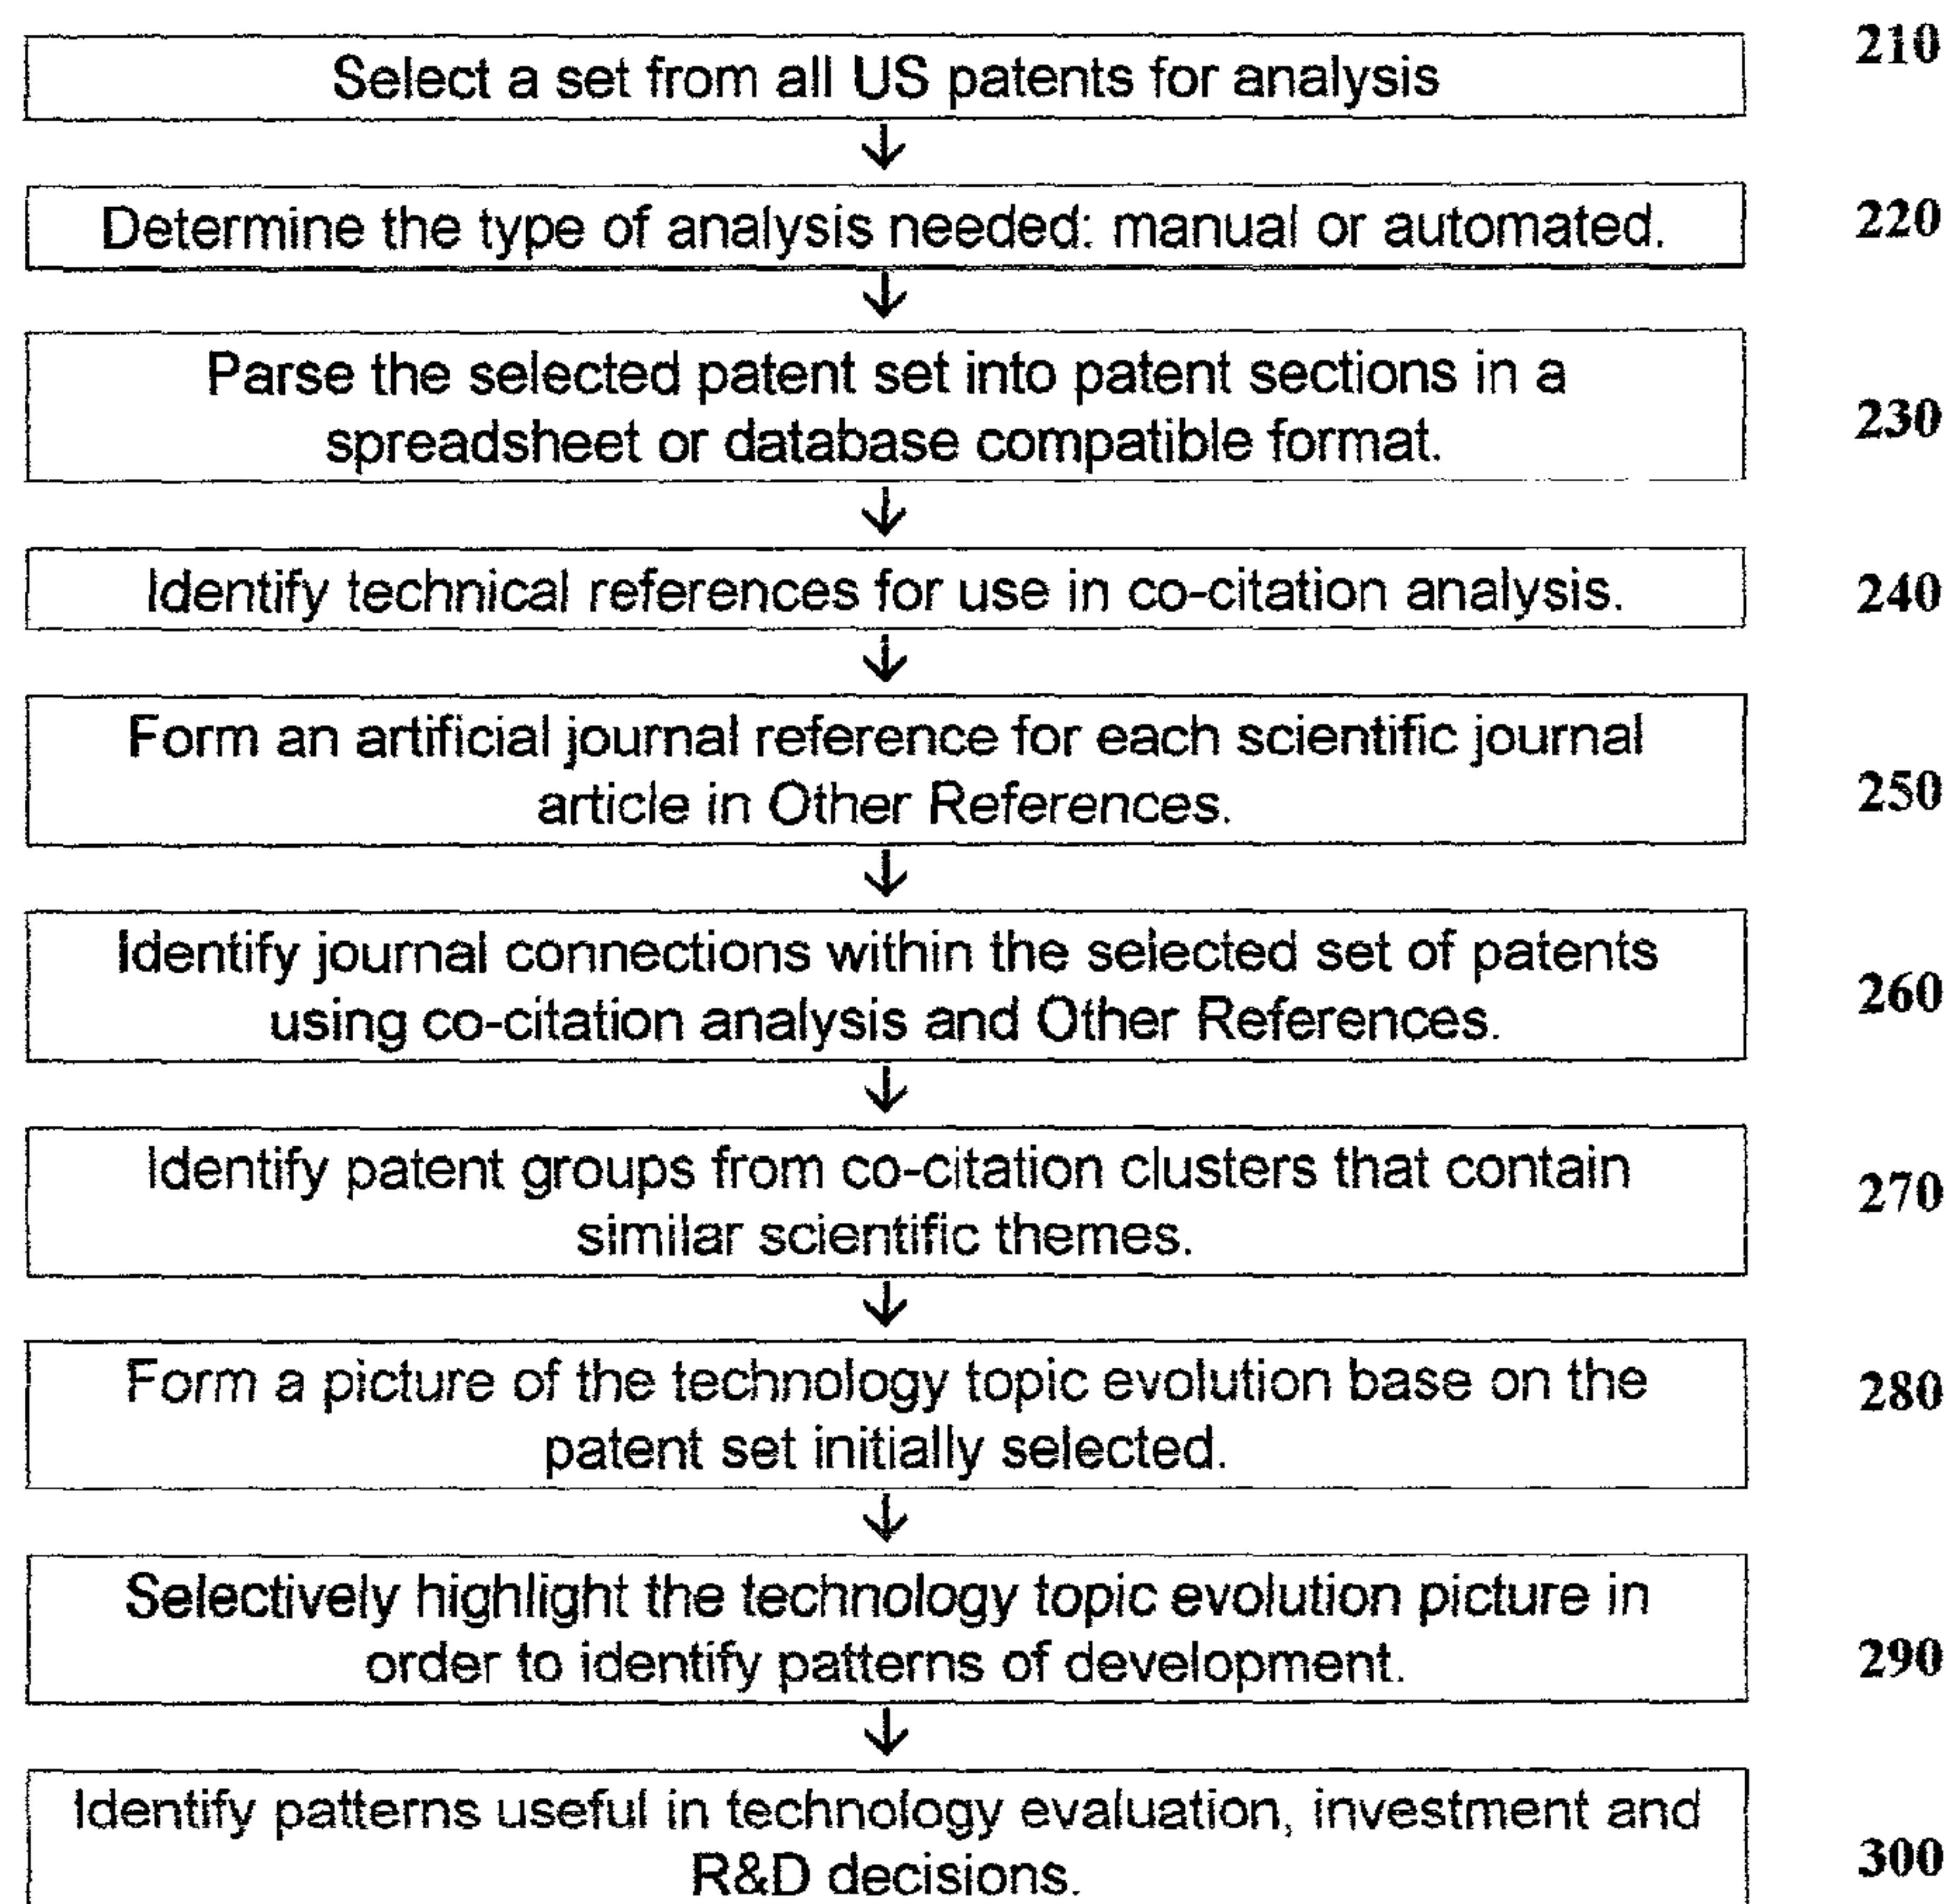 210
Select a set from all US patents for analysis
Determine the type of analysis needed: manual or automated.
220
Parse the selected patent set into patent sections in a
spreadsheet or database compatible format.
230
Identify technical references for use in co-citation analysis.
240
Form an artificial journal reference for each scientific journal
article in Other References.
250
Identify journal connections within the selected set of patents
using co-citation analysis and Other References.
260
Identify patent groups from co-citation clusters that contain
similar scientific themes.
270
Form a picture of the technology topic evolution base on the
patent set initially selected.
280
Selectively highlight the technology topic evolution picture in
order to identify patterns of development.
290
Identify patterns useful in technology evaluation, investment and
R&D decisions.
300